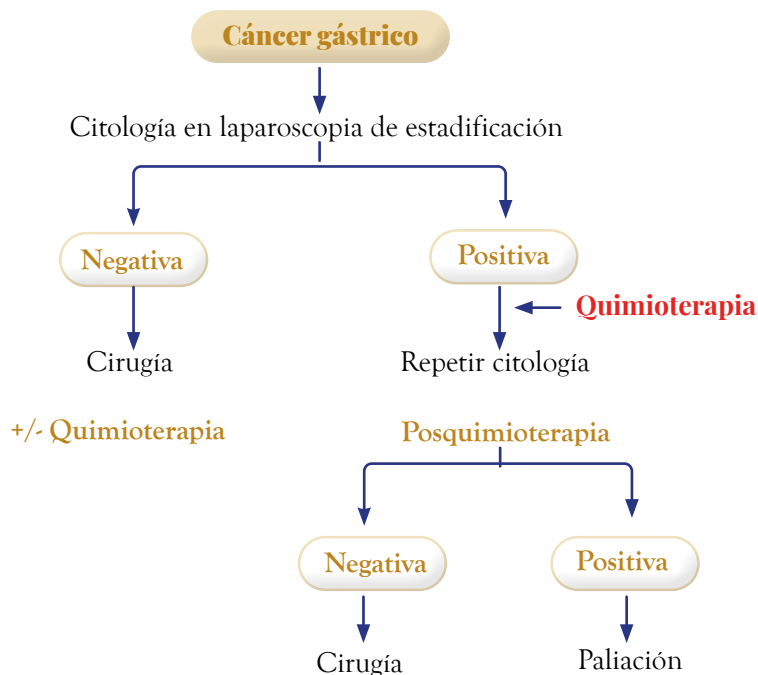 Cáncer gástrico
Citología en laparoscopia de estadificación
Negativa
Positiva
Quimioterapia
Cirugía
Repetir citología
+/- Quimioterapia
Posquimioterapia
Negativa
Positiva
Cirugía
Paliación